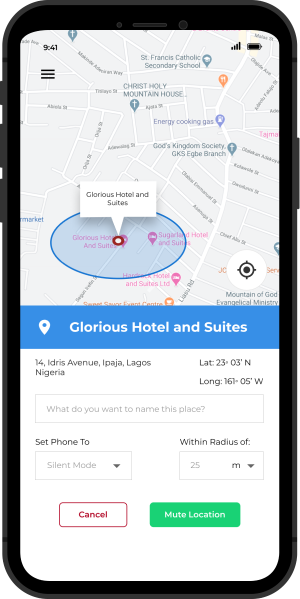 9:41
St. Francis Catholic
Secondary School
CHRIST HOLY
MOUNTAIN HOUSE...
Energy cooking gas
Tajma
God's Kingdom Society,
GKS Egbe Branch
Glorious Hotel and
Suites
market
Glorious Hotel
And Suites
Sugarland Hotel
and Suites
and Suites Ltd
Sweet Savor Event Centre
Mountain of God
Evangelical Ministry
Glorious Hotel and Suites
14, Idris Avenue, Ipaja, Lagos
Nigeria
Lat: 23° 03' N
Long: 161° 05' W
What do you want to name this place?
Set Phone To
Within Radius of:
Silent Mode
25 m
Cancel
Mute Location